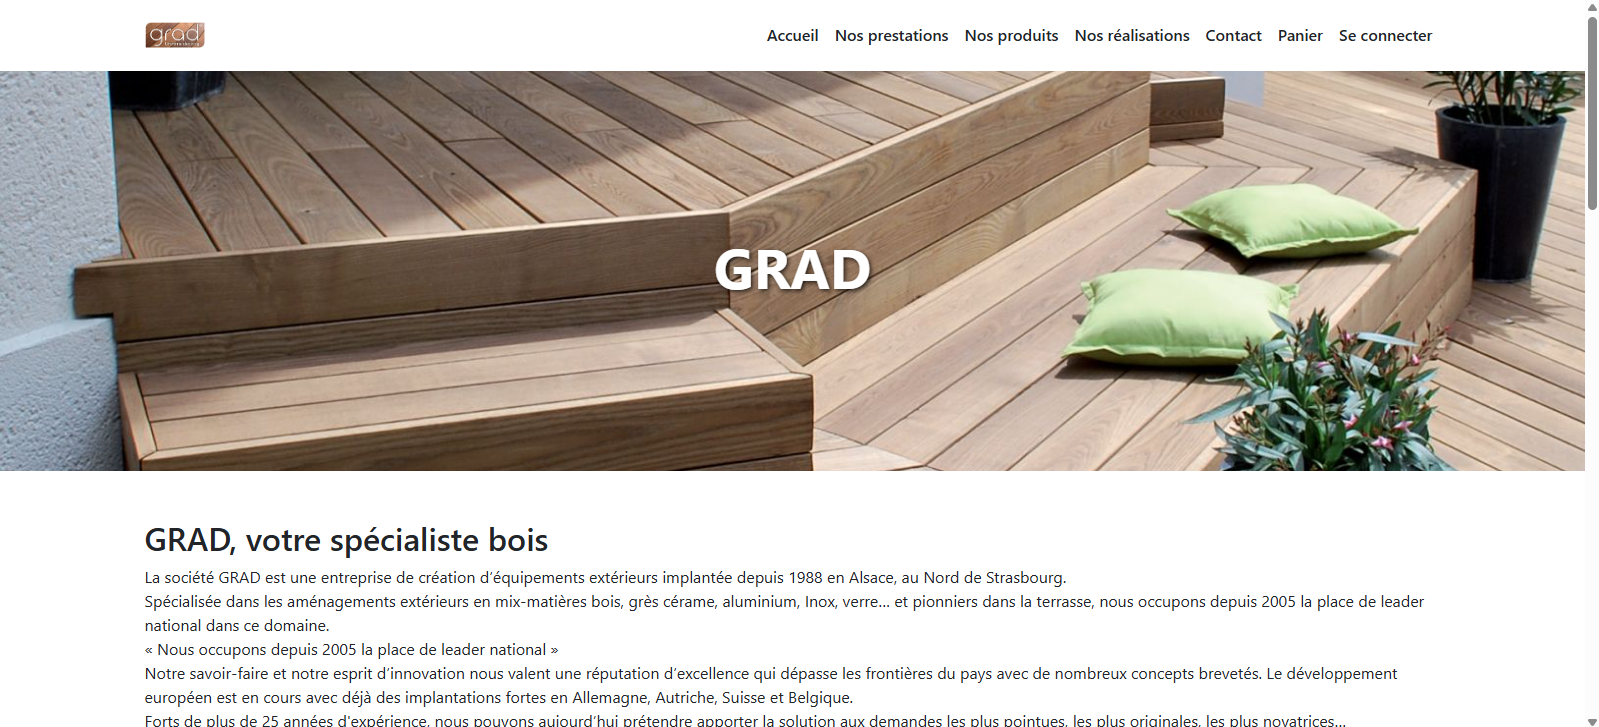 grad
Accueil Nos prestations Nos produits Nos réalisations Contact Panier Se connecter
GRAD
GRAD, votre spécialiste bois
La société GRAD est une entreprise de création d’équipements extérieurs implantée depuis 1988 en Alsace, au Nord de Strasbourg.
Spécialisée dans les aménagements extérieurs en mix-matières bois, grès cérame, aluminium, Inox, verre… et pionniers dans la terrasse, nous occupons depuis 2005 la place de leader
national dans ce domaine.
« Nous occupons depuis 2005 la place de leader national »
Notre savoir-faire et notre esprit d’innovation nous valent une réputation d’excellence qui dépasse les frontières du pays avec de nombreux concepts brevetés. Le développement
européen est en cours avec déjà des implantations fortes en Allemagne, Autriche, Suisse et Belgique.
Forts de plus de 25 années d'expérience, nous pouvons aujourd’hui prétendre apporter la solution aux demandes les plus pointues, les plus originales, les plus novatrices…